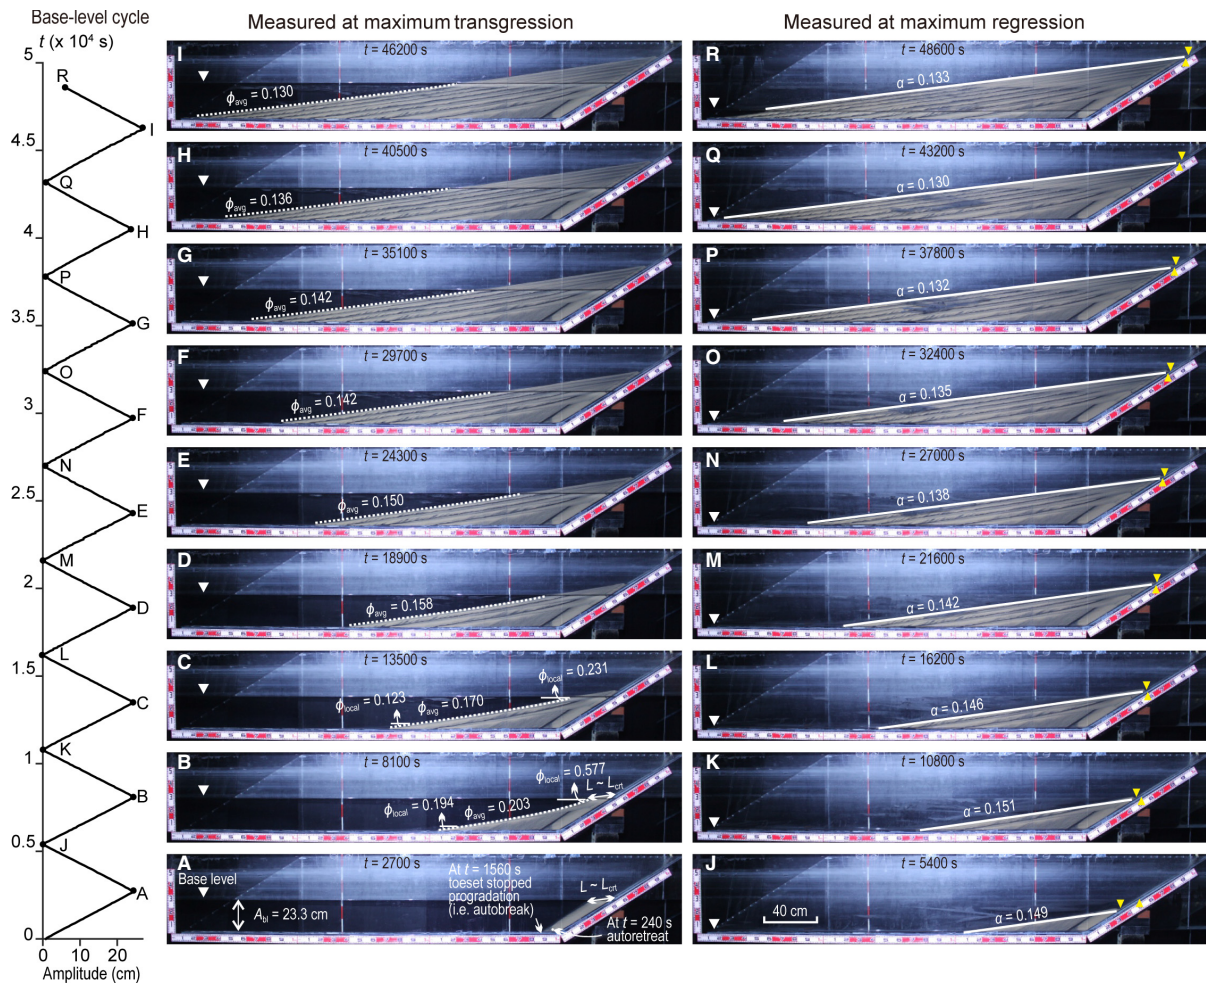 Base-level cycle
t (x 10⁴ s)
Measured at maximum transgression
Measured at maximum regression
5
4.5
4
3.5
3
2.5
2
1.5
1
0.5
0
0 10 20
Amplitude (cm)
R
I
Q
H
P
G
O
F
N
E
M
D
L
C
K
B
J
A
I
t = 46200 s
ϕavg = 0.130
R
t = 48600 s
α = 0.133
H
t = 40500 s
ϕavg = 0.136
Q
t = 43200 s
α = 0.130
G
t = 35100 s
ϕavg = 0.142
P
t = 37800 s
α = 0.132
F
t = 29700 s
ϕavg = 0.142
O
t = 32400 s
α = 0.135
E
t = 24300 s
ϕavg = 0.150
N
t = 27000 s
α = 0.138
D
t = 18900 s
ϕavg = 0.158
M
t = 21600 s
α = 0.142
C
t = 13500 s
ϕlocal = 0.231
ϕlocal = 0.123
ϕavg = 0.170
L
t = 16200 s
α = 0.146
B
t = 8100 s
ϕlocal = 0.577
L ~ Lcrt
ϕlocal = 0.194
ϕavg = 0.203
K
t = 10800 s
α = 0.151
A
t = 2700 s
Base level
Abl = 23.3 cm
At t = 1560 s
toeset stopped
progradation
(i.e. autobreak)
L ~ Lcrt
At t = 240 s
autoretreat
J
t = 5400 s
40 cm
α = 0.149